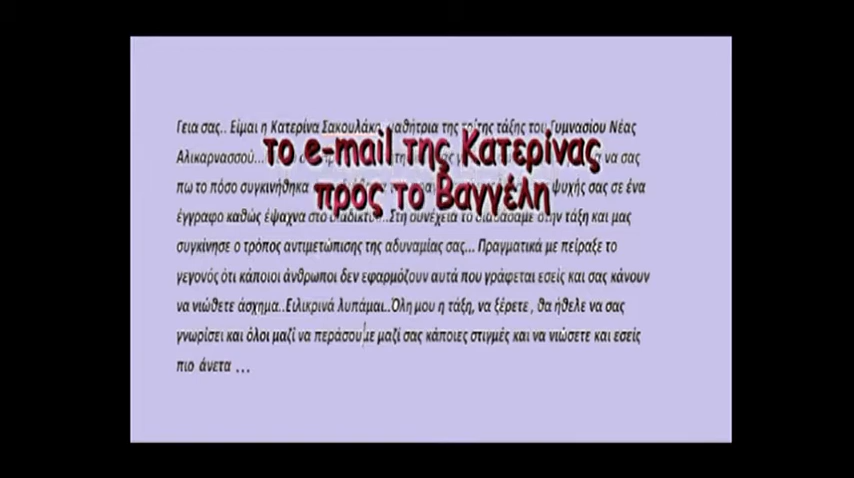 Γεια σας.. Είμαι η Κατερίνα Σακουλάκη, μαθήτρια της τρίτης τάξης του Γυμνασίου Νέας
Αλικαρνασσού... να σας
το e-mail της Κατερίνας
πω το πόσο συγκινήθηκα ψυχής σας σε ένα
προς το Βαγγέλη
έγγραφο καθώς έψαχνα στο διαδίκτυο...Στη συνέχεια το διαβάσαμε στην τάξη και μας
συγκίνησε ο τρόπος αντιμετώπισης της αδυναμίας σας... Πραγματικά με πείραξε το
γεγονός ότι κάποιοι άνθρωποι δεν εφαρμόζουν αυτά που γράφεται εσείς και σας κάνουν
να νιώθετε άσχημα..Ειλικρινά λυπάμαι..Όλη μου η τάξη, να ξέρετε , θα ήθελε να σας
γνωρίσει και όλοι μαζί να περάσουμε μαζί σας κάποιες στιγμές και να νιώσετε και εσείς
πιο άνετα ...